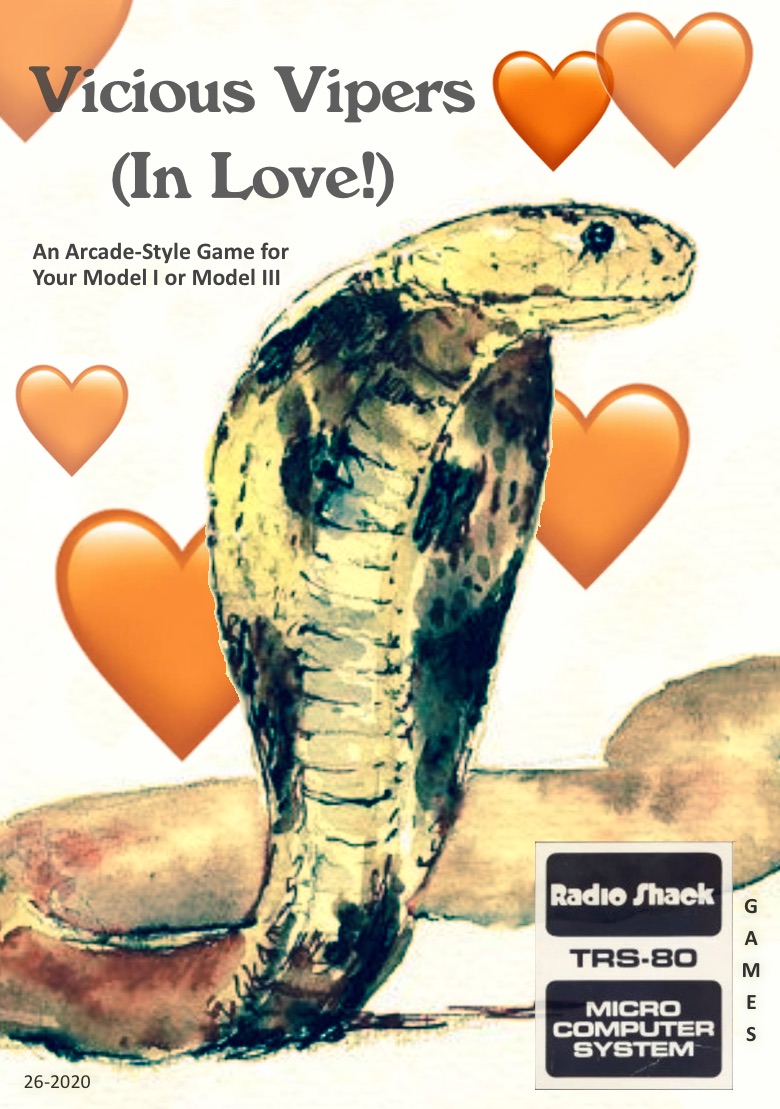 Vicious Vipers
(In Love!)
An Arcade-Style Game for
Your Model I or Model III
Radio Shack
TRS-80
MICRO
COMPUTER
SYSTEM
G
A
M
E
S
26-2020